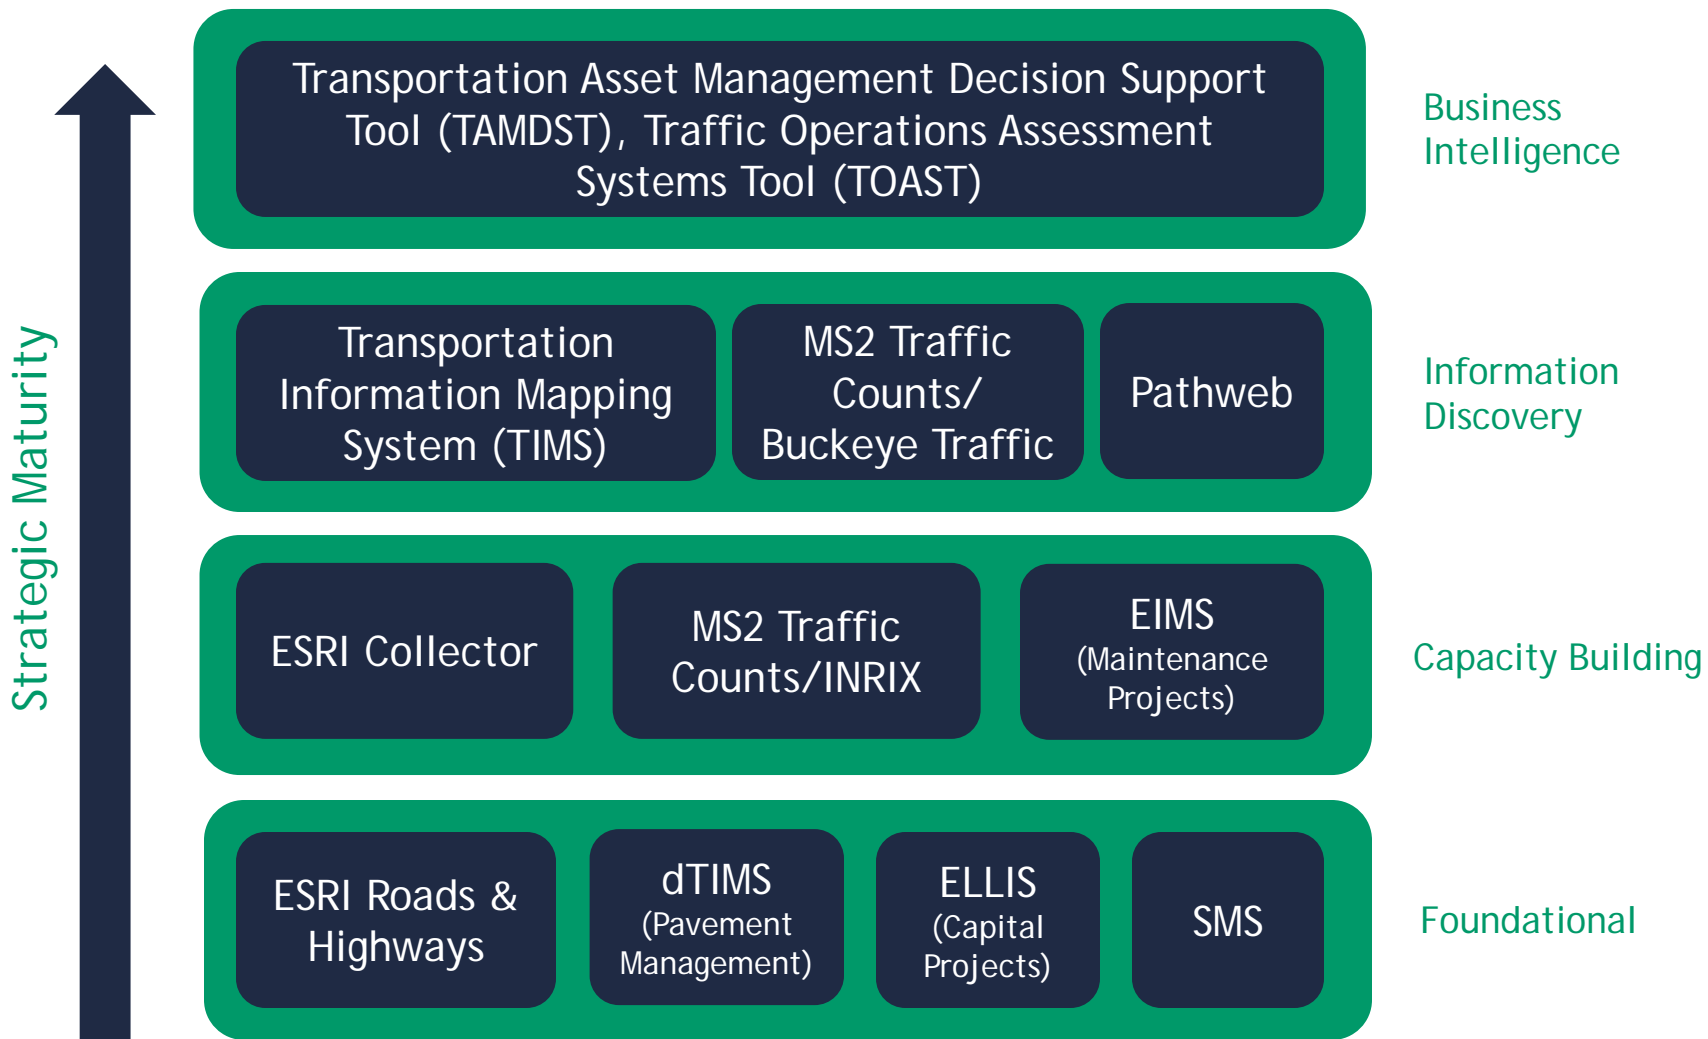 Transportation Asset Management Decision Support
Tool (TAMDST), Traffic Operations Assessment
Systems Tool (TOAST)
Business
Intelligence
Strategic Maturity
Transportation
Information Mapping
System (TIMS)
MS2 Traffic
Counts/
Buckeye Traffic
Pathweb
Information
Discovery
ESRI Collector
MS2 Traffic
Counts/INRIX
EIMS
(Maintenance
Projects)
Capacity Building
ESRI Roads &
Highways
dTIMS
(Pavement
Management)
ELLIS
(Capital
Projects)
SMS
Foundational